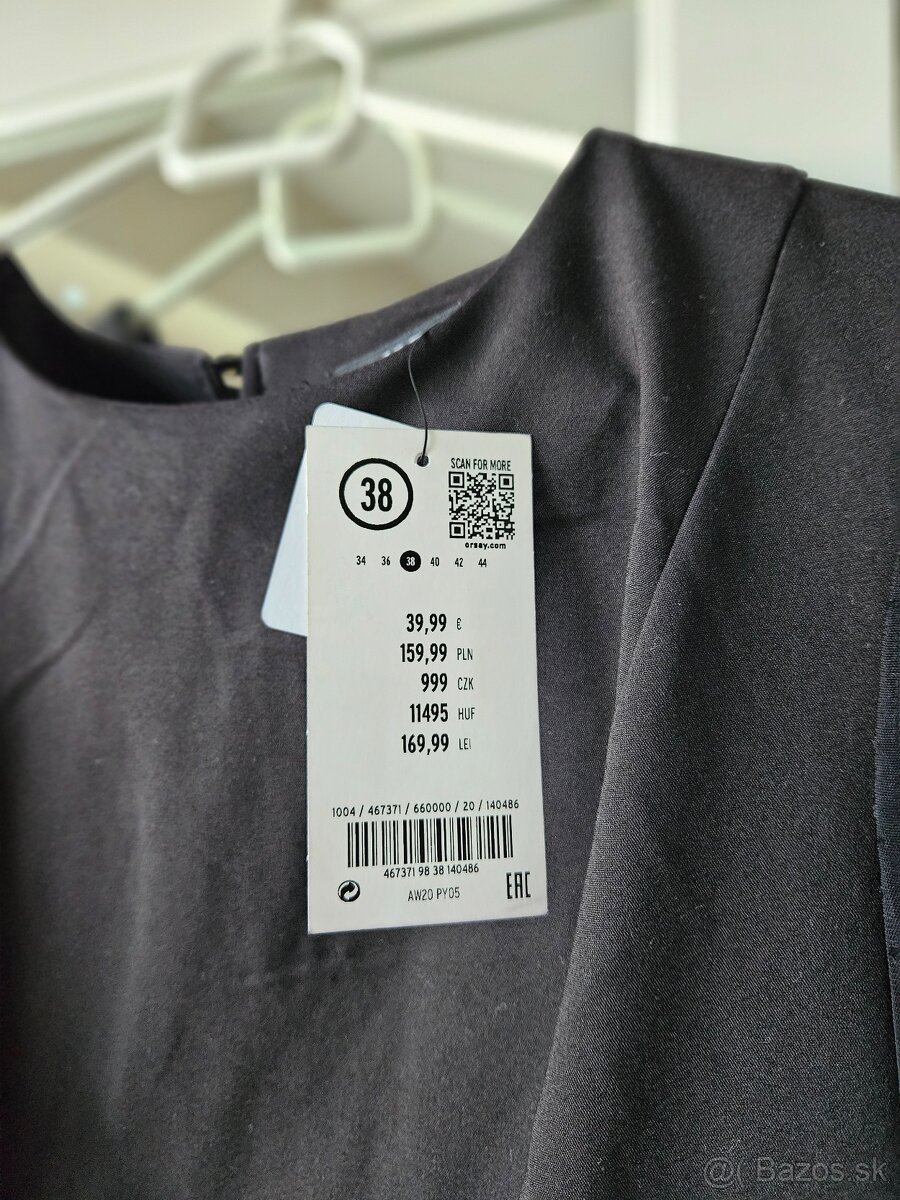 38
SCAN FOR MORE
orsay.com
34 36 38 40 42 44
39,99 €
159,99 PLN
999 CZK
11495 HUF
169,99 LEI
1004 / 467371 / 660000 / 20 / 140486
467371 98 38 140486
AW20 PY05
EAC
@( Bazos.sk